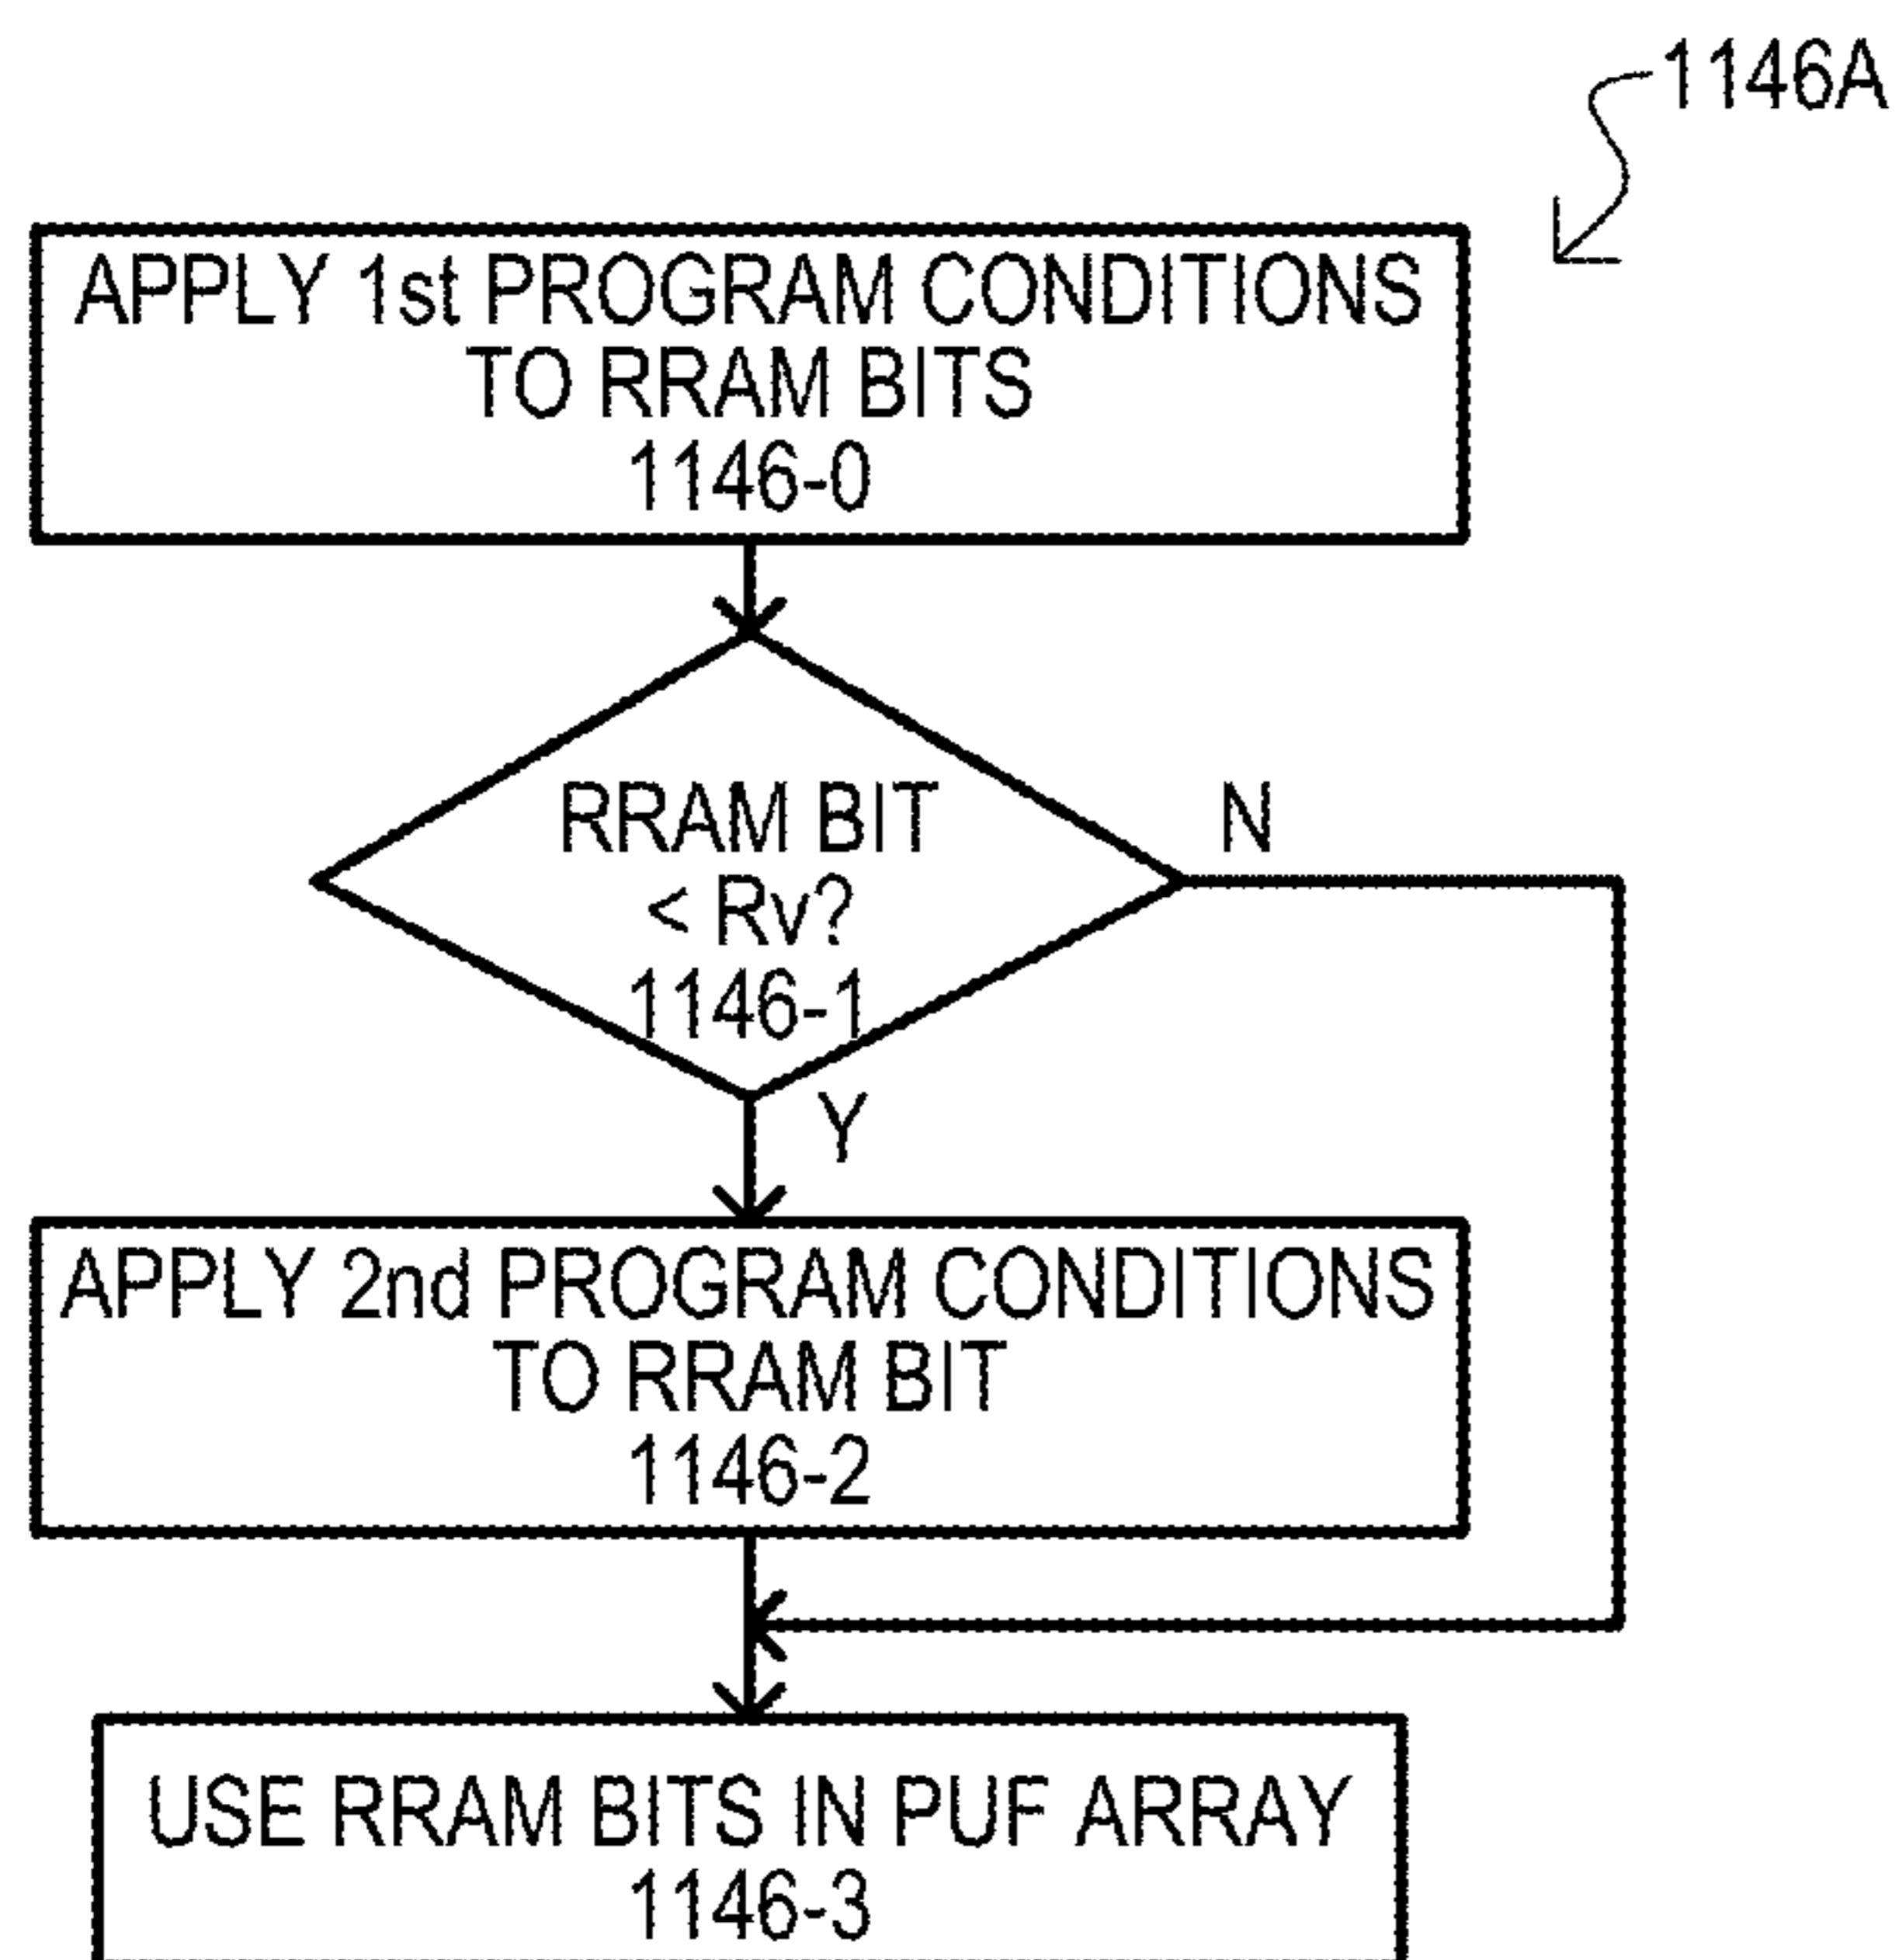 1146A
APPLY 1st PROGRAM CONDITIONS
TO RRAM BITS
1146-0
RRAM BIT
< Rv?
1146-1
N
Y
APPLY 2nd PROGRAM CONDITIONS
TO RRAM BIT
1146-2
USE RRAM BITS IN PUF ARRAY
1146-3